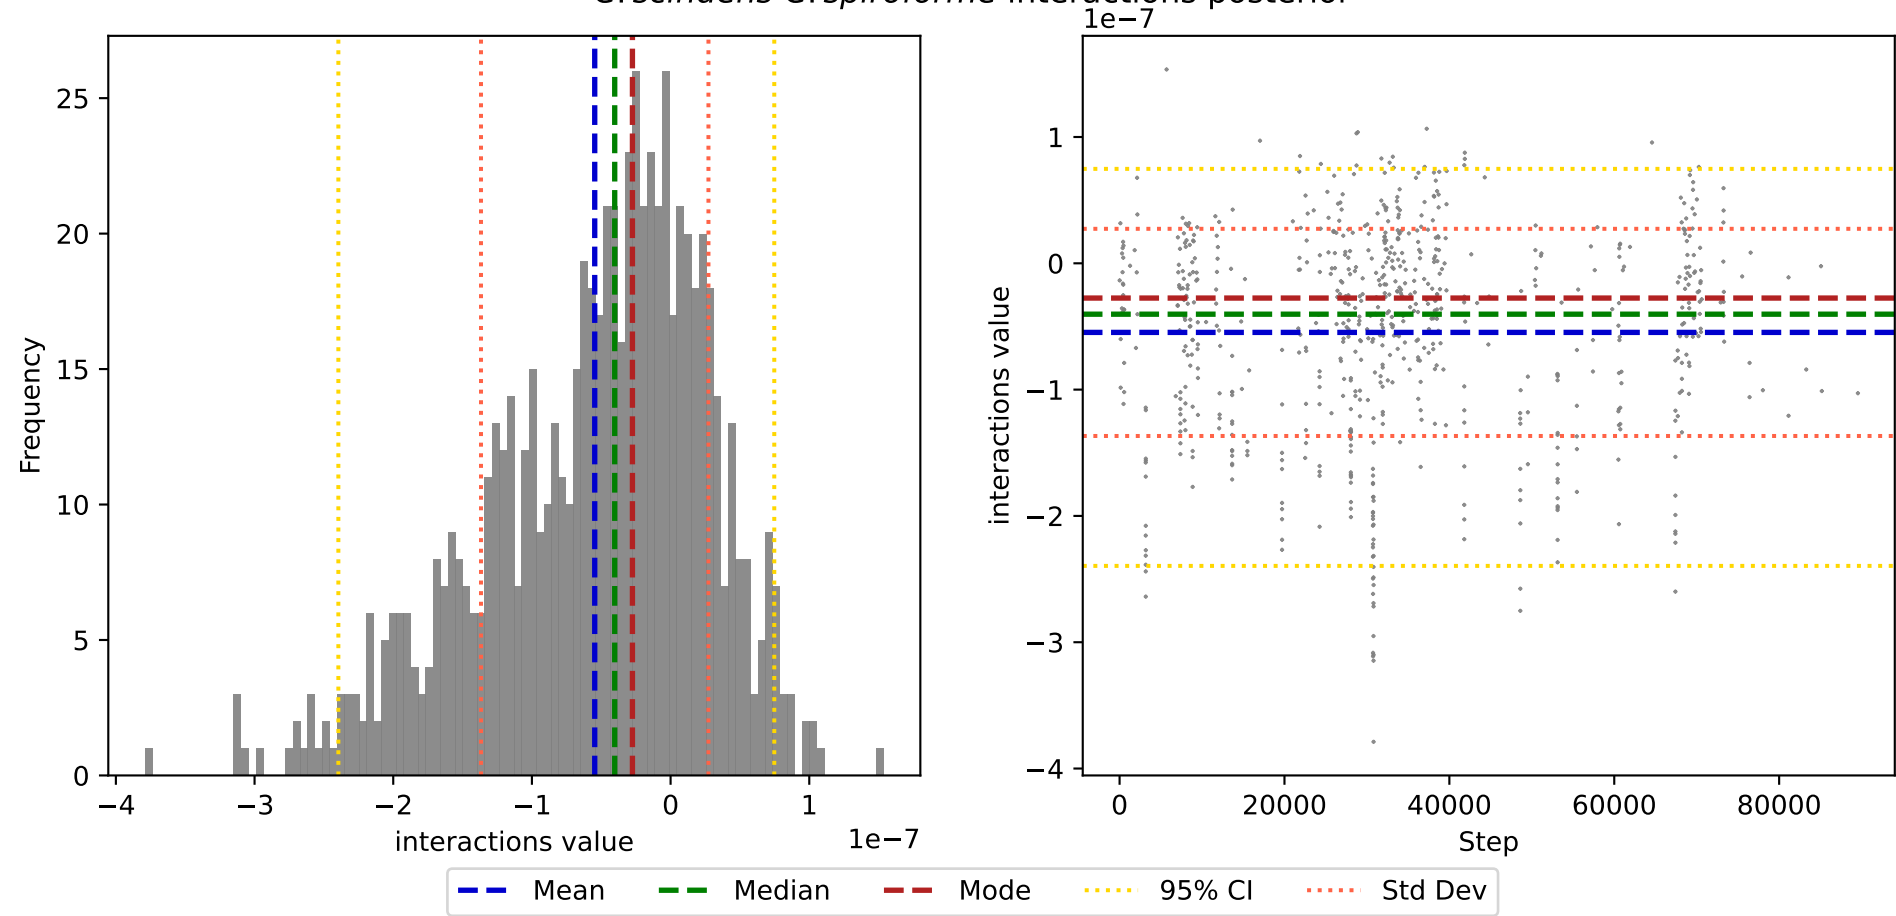 C. scindens C. spiroforme interactions posterior
1e−7
25
20
15
10
5
0
Frequency
−4 −3 −2 −1 0 1
interactions value
1e−7
1
0
−1
−2
−3
−4
interactions value
0 20000 40000 60000 80000
Step
Mean Median Mode 95% CI Std Dev